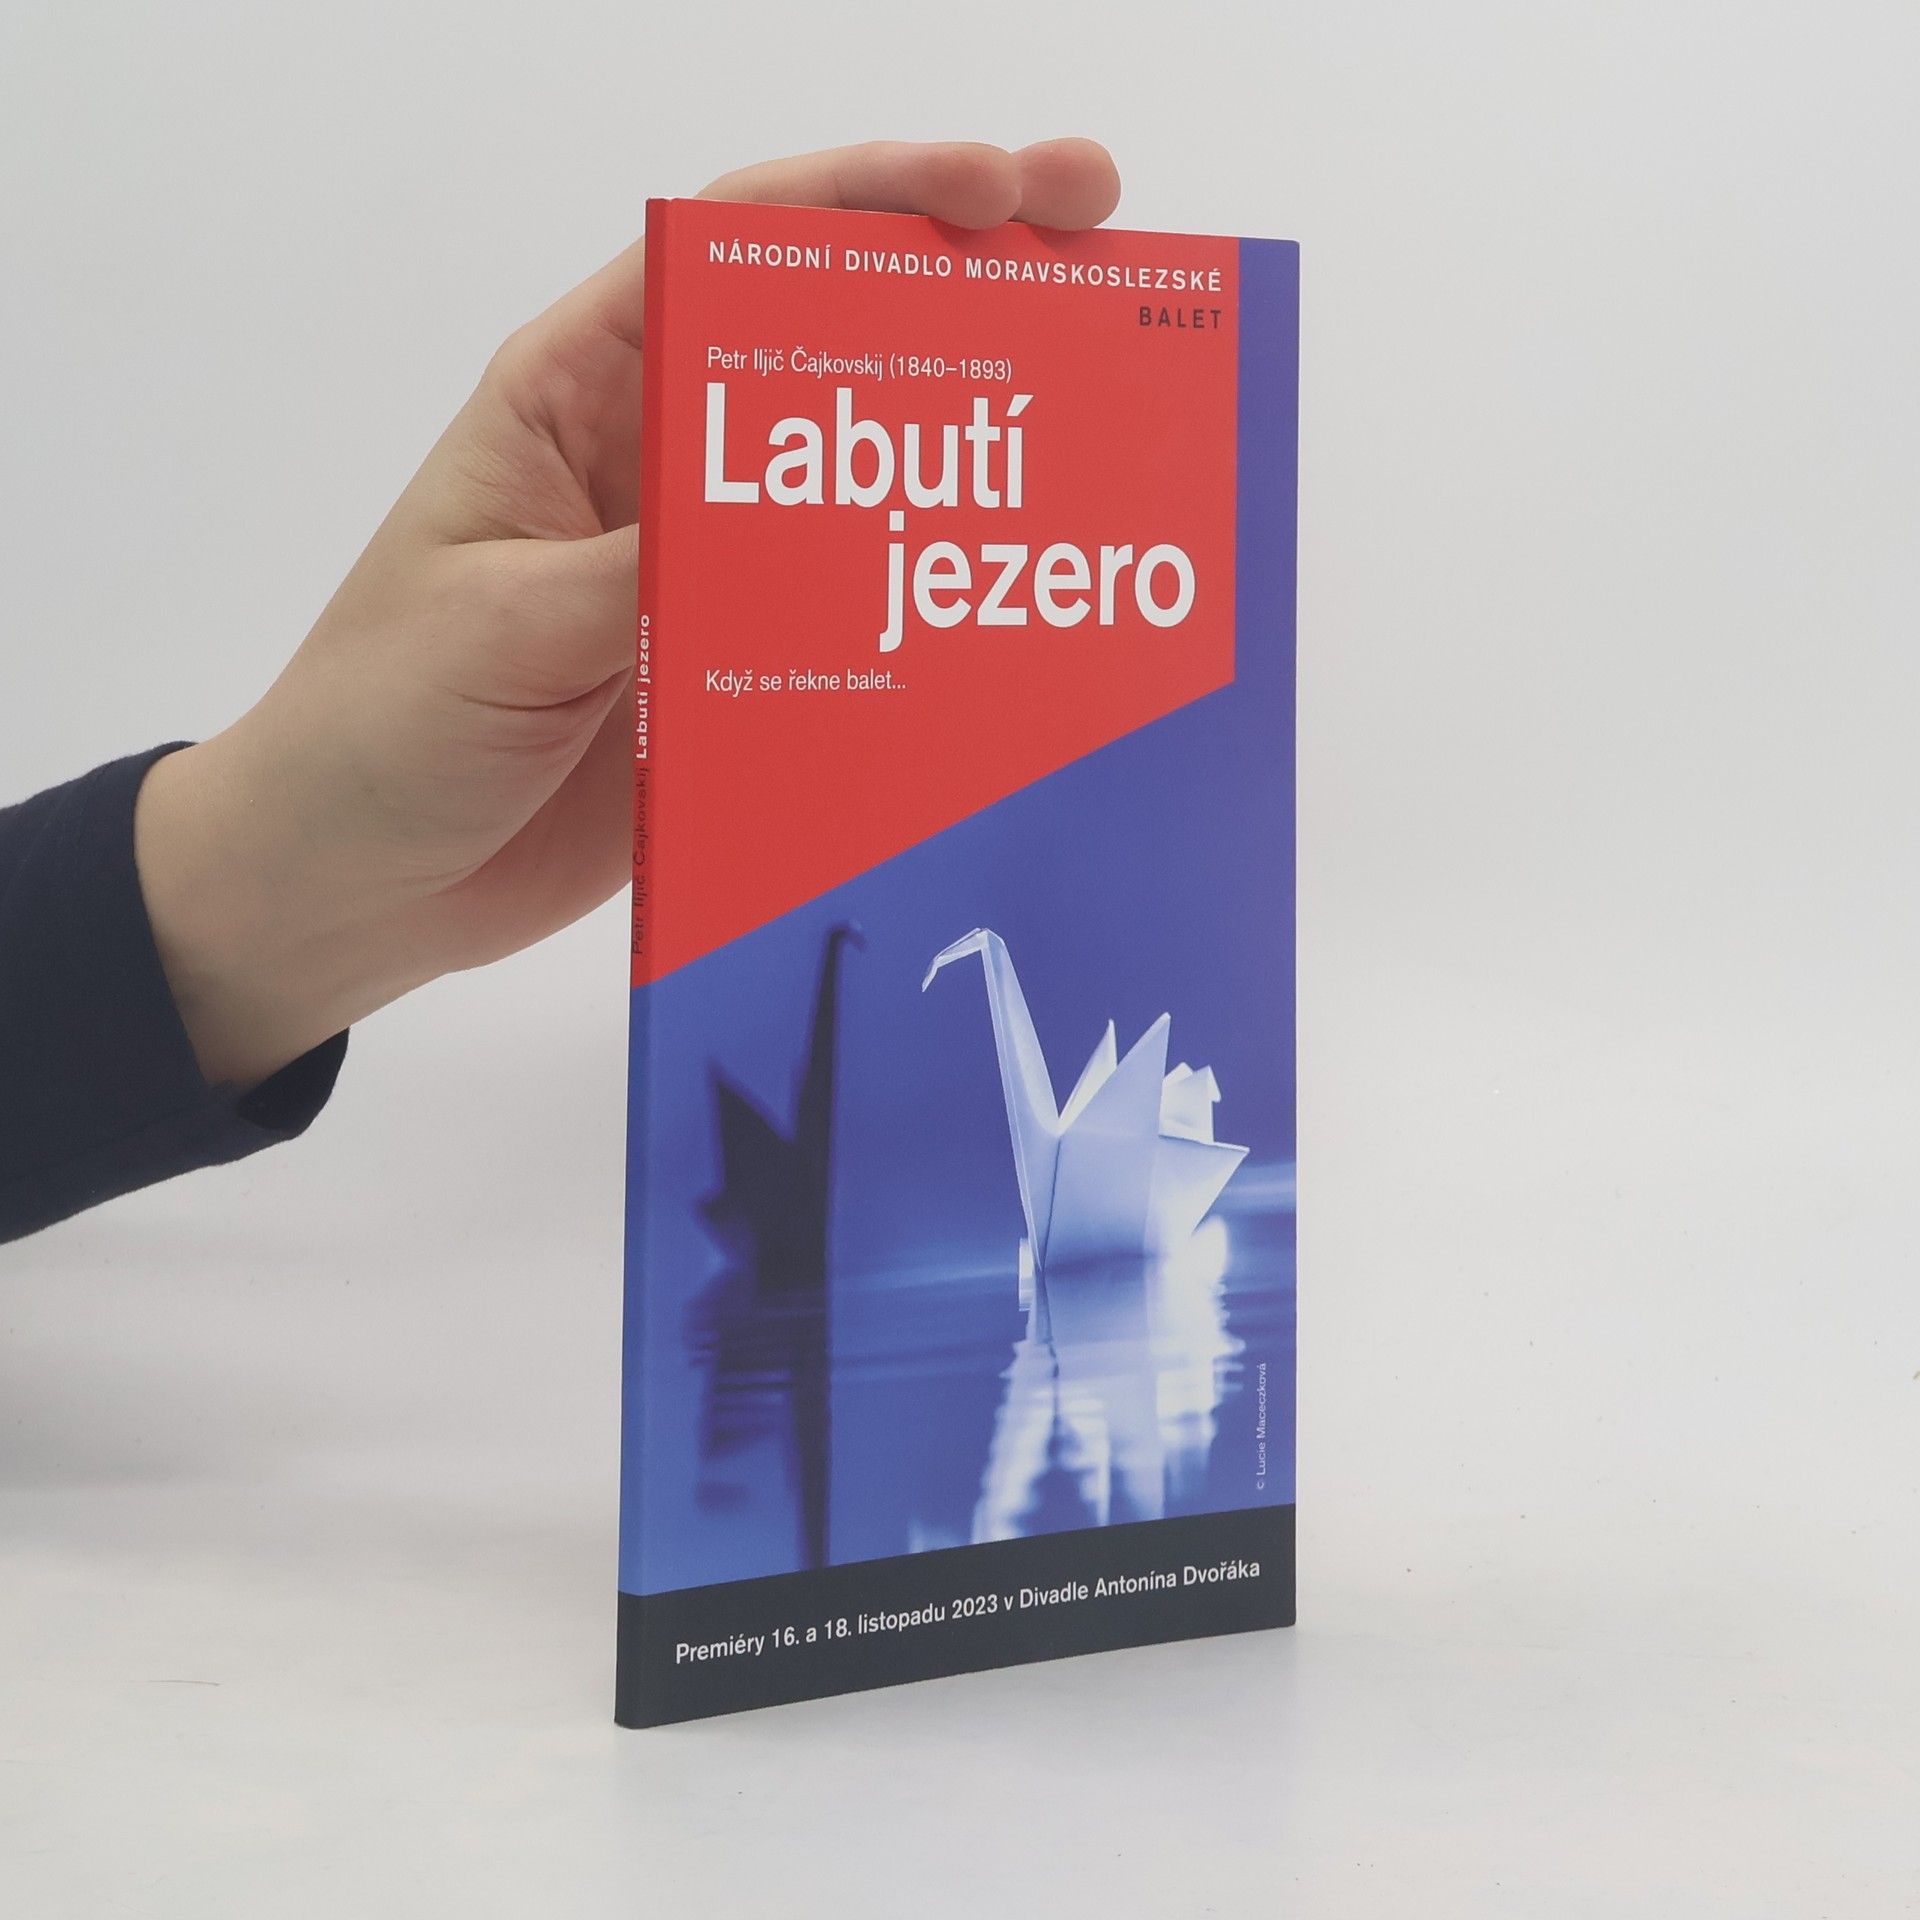 NÁRODNÍ DIVADLO MORAVSKOSLEZSKÉ
BALET
Petr Iljič Čajkovskij (1840–1893)
Labutí
jezero
Když se řekne balet...
Petr Iljič Čajkovskij Labutí jezero
© Lucie Maceczková
Premiéry 16. a 18. listopadu 2023 v Divadle Antonína Dvořáka